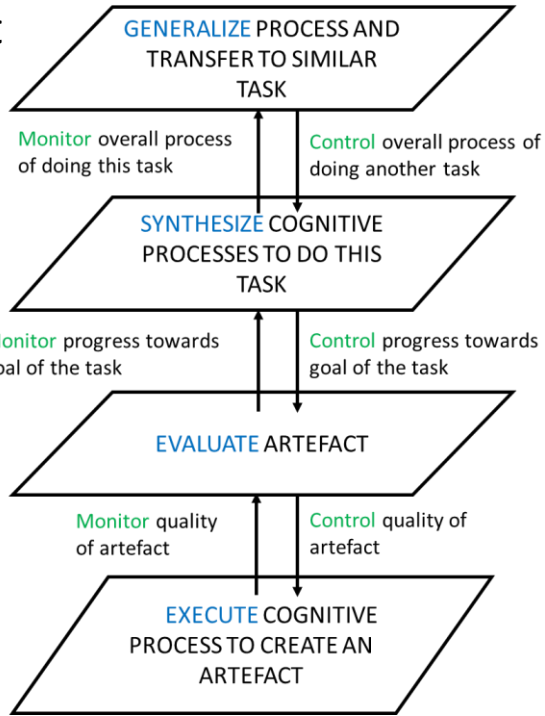 GENERALIZE PROCESS AND
TRANSFER TO SIMILAR
TASK
Monitor overall process
of doing this task
Control overall process of
doing another task
SYNTHESIZE COGNITIVE
PROCESSES TO DO THIS
TASK
Monitor progress towards
goal of the task
Control progress towards
goal of the task
EVALUATE ARTEFACT
Monitor quality
of artefact
Control quality of
artefact
EXECUTE COGNITIVE
PROCESS TO CREATE AN
ARTEFACT